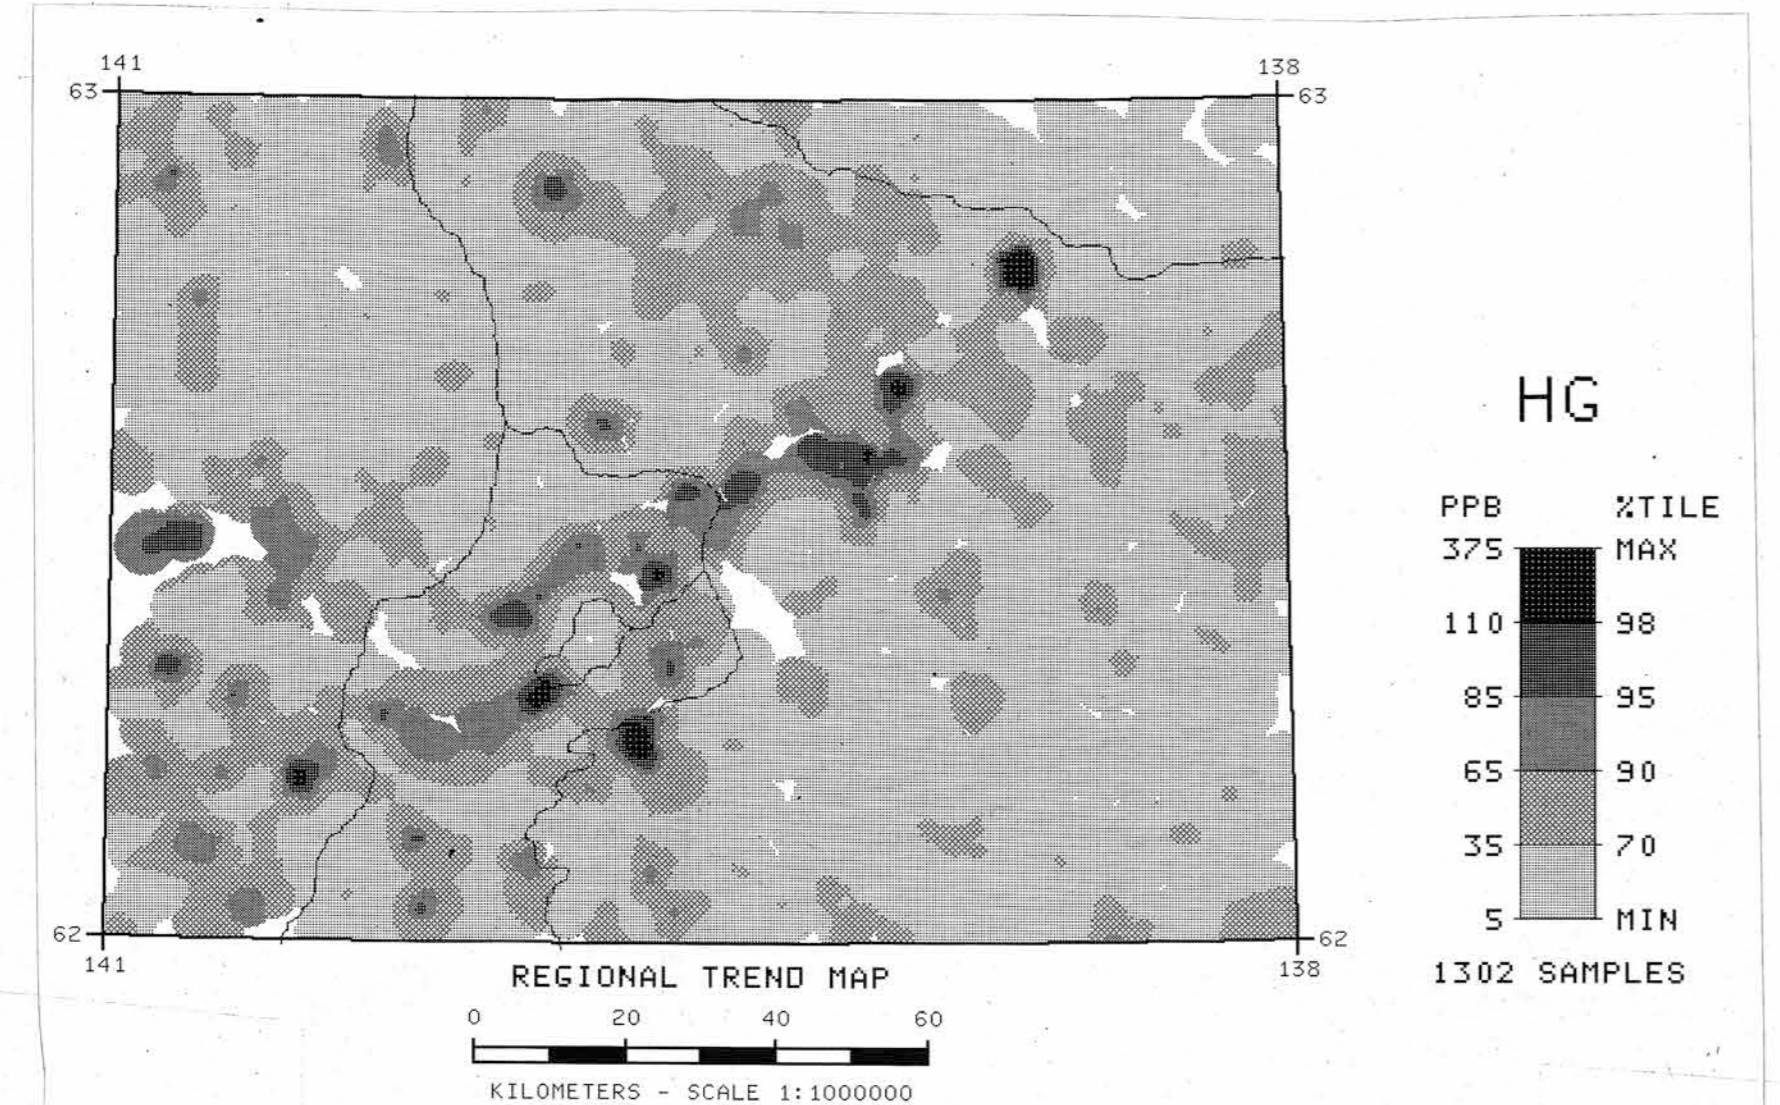 141
138
63
63
HG
PPB %TILE
375 MAX
110 98
85 95
65 90
35 70
5 MIN
62
62
141
138
REGIONAL TREND MAP
1302 SAMPLES
0 20 40 60
KILOMETERS - SCALE 1:1000000